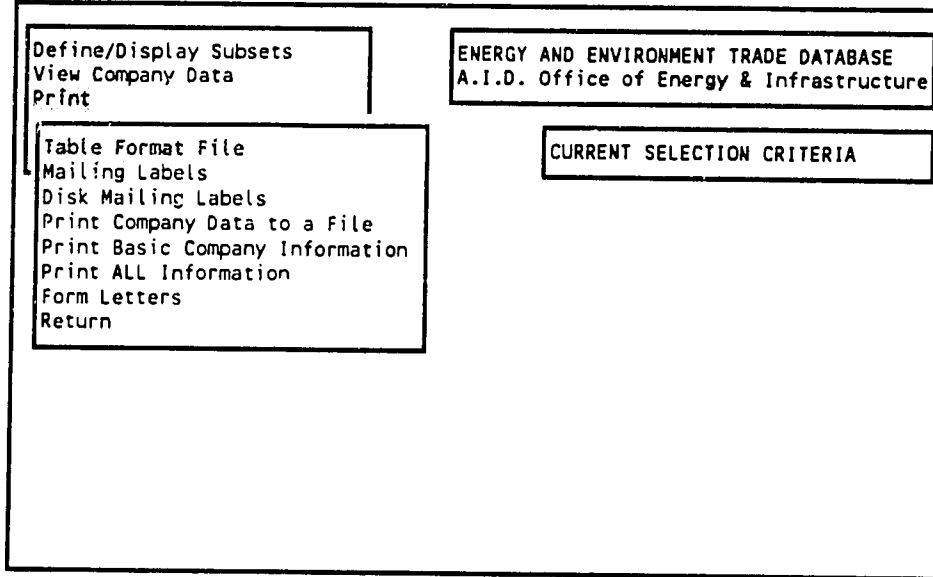 Define/Display Subsets
View Company Data
Print
Table Format File
Mailing Labels
Disk Mailing Labels
Print Company Data to a File
Print Basic Company Information
Print ALL Information
Form Letters
Return
ENERGY AND ENVIRONMENT TRADE DATABASE
A.I.D. Office of Energy & Infrastructure
CURRENT SELECTION CRITERIA